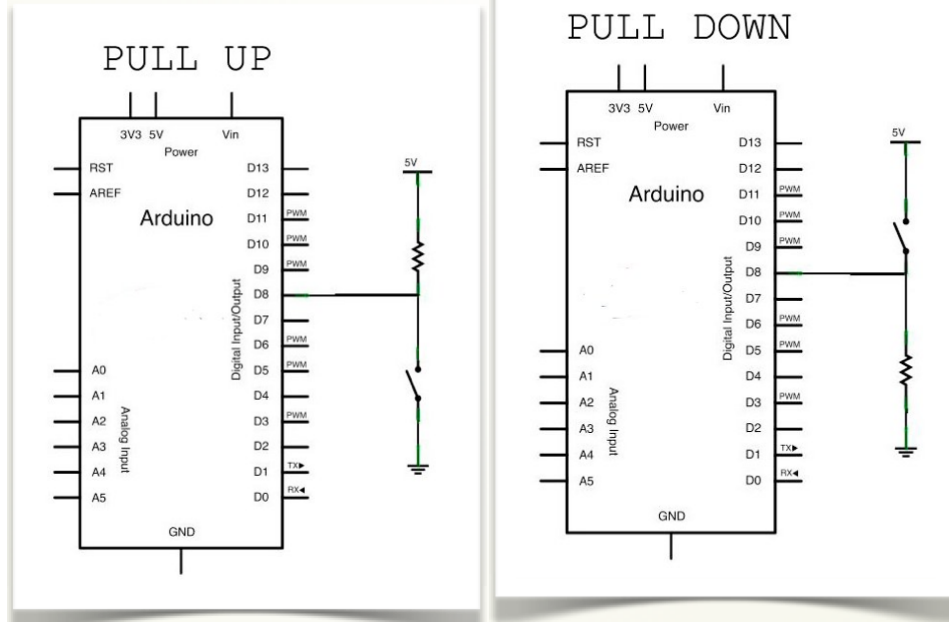 PULL UP
3V3 5V Vin
Power
RST
AREF
Arduino
D13
D12
D11 PWM
D10 PWM
D9 PWM
D8
D7
D6 PWM
D5 PWM
D4
D3 PWM
D2
D1 TX▶
D0 RX◀
Digital Input/Output
A0
A1
A2
A3
A4
A5
Analog Input
GND
5V
PULL DOWN
3V3 5V Vin
Power
RST
AREF
Arduino
D13
D12
D11 PWM
D10 PWM
D9 PWM
D8
D7
D6 PWM
D5 PWM
D4
D3 PWM
D2
D1 TX▶
D0 RX◀
Digital Input/Output
A0
A1
A2
A3
A4
A5
Analog Input
GND
5V